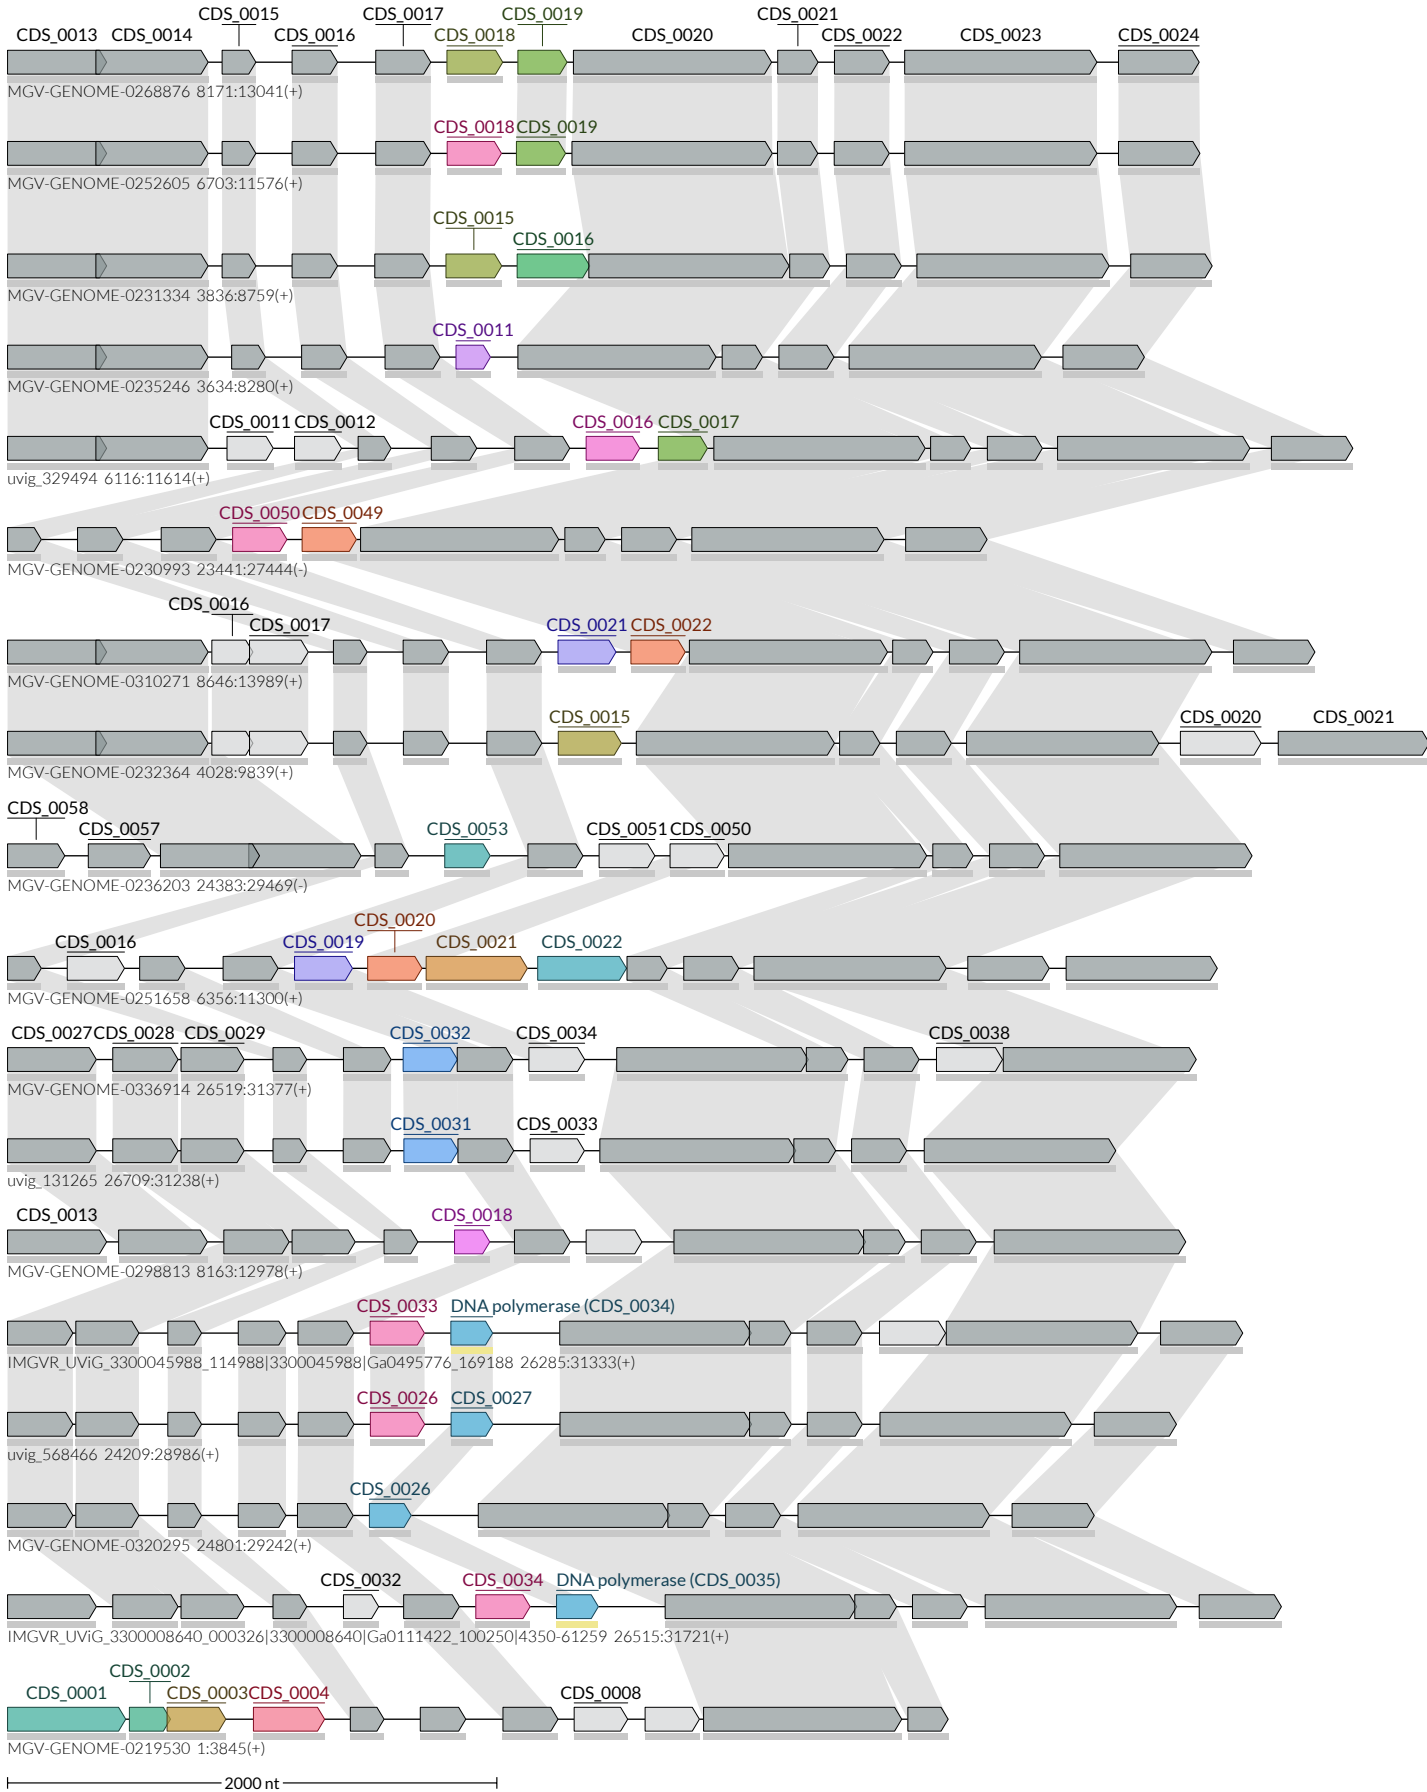 CDS_0015 CDS_0017 CDS_0019 CDS_0021
CDS_0013 CDS_0014 CDS_0016 CDS_0018 CDS_0020 CDS_0022 CDS_0023 CDS_0024
MGV-GENOME-0268876 8171:13041(+)
CDS_0018 CDS_0019
MGV-GENOME-0252605 6703:11576(+)
CDS_0015
CDS_0016
MGV-GENOME-0231334 3836:8759(+)
CDS_0011
MGV-GENOME-0235246 3634:8280(+)
CDS_0011 CDS_0012 CDS_0016 CDS_0017
uvig_329494 6116:11614(+)
CDS_0050 CDS_0049
MGV-GENOME-0230993 23441:27444(-)
CDS_0016
CDS_0017 CDS_0021 CDS_0022
MGV-GENOME-0310271 8646:13989(+)
CDS_0015 CDS_0020 CDS_0021
MGV-GENOME-0232364 4028:9839(+)
CDS_0058
CDS_0057 CDS_0053 CDS_0051 CDS_0050
MGV-GENOME-0236203 24383:29469(-)
CDS_0020
CDS_0016 CDS_0019 CDS_0021 CDS_0022
MGV-GENOME-0251658 6356:11300(+)
CDS_0027 CDS_0028 CDS_0029 CDS_0032 CDS_0034 CDS_0038
MGV-GENOME-0336914 26519:31377(+)
CDS_0031 CDS_0033
uvig_131265 26709:31238(+)
CDS_0013 CDS_0018
MGV-GENOME-0298813 8163:12978(+)
CDS_0033 DNA polymerase (CDS_0034)
IMGVR_UViG_3300045988_114988|3300045988|Ga0495776_169188 26285:31333(+)
CDS_0026 CDS_0027
uvig_568466 24209:28986(+)
CDS_0026
MGV-GENOME-0320295 24801:29242(+)
CDS_0032 CDS_0034 DNA polymerase (CDS_0035)
IMGVR_UViG_3300008640_000326|3300008640|Ga0111422_100250|4350-61259 26515:31721(+)
CDS_0002
CDS_0001 CDS_0003 CDS_0004 CDS_0008
MGV-GENOME-0219530 1:3845(+)
2000 nt